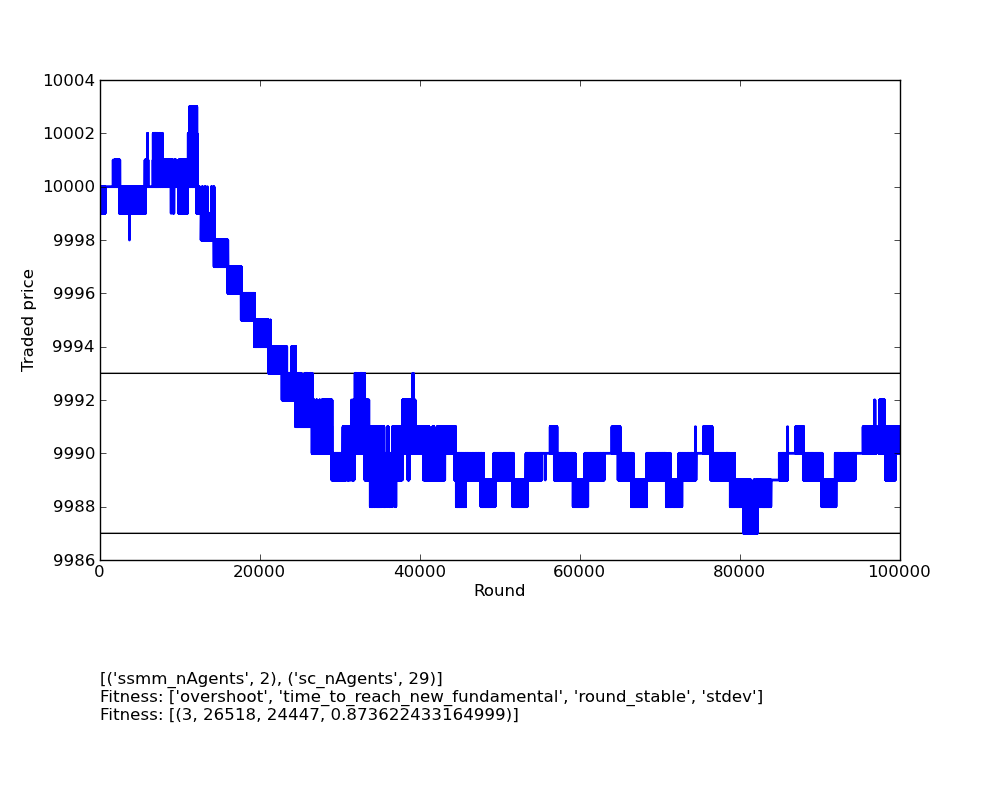 10004
10002
10000
9998
9996
9994
9992
9990
9988
9986
Traded price
0 20000 40000 60000 80000 100000
Round
[('ssmm_nAgents', 2), ('sc_nAgents', 29)]
Fitness: ['overshoot', 'time_to_reach_new_fundamental', 'round_stable', 'stdev']
Fitness: [(3, 26518, 24447, 0.873622433164999)]